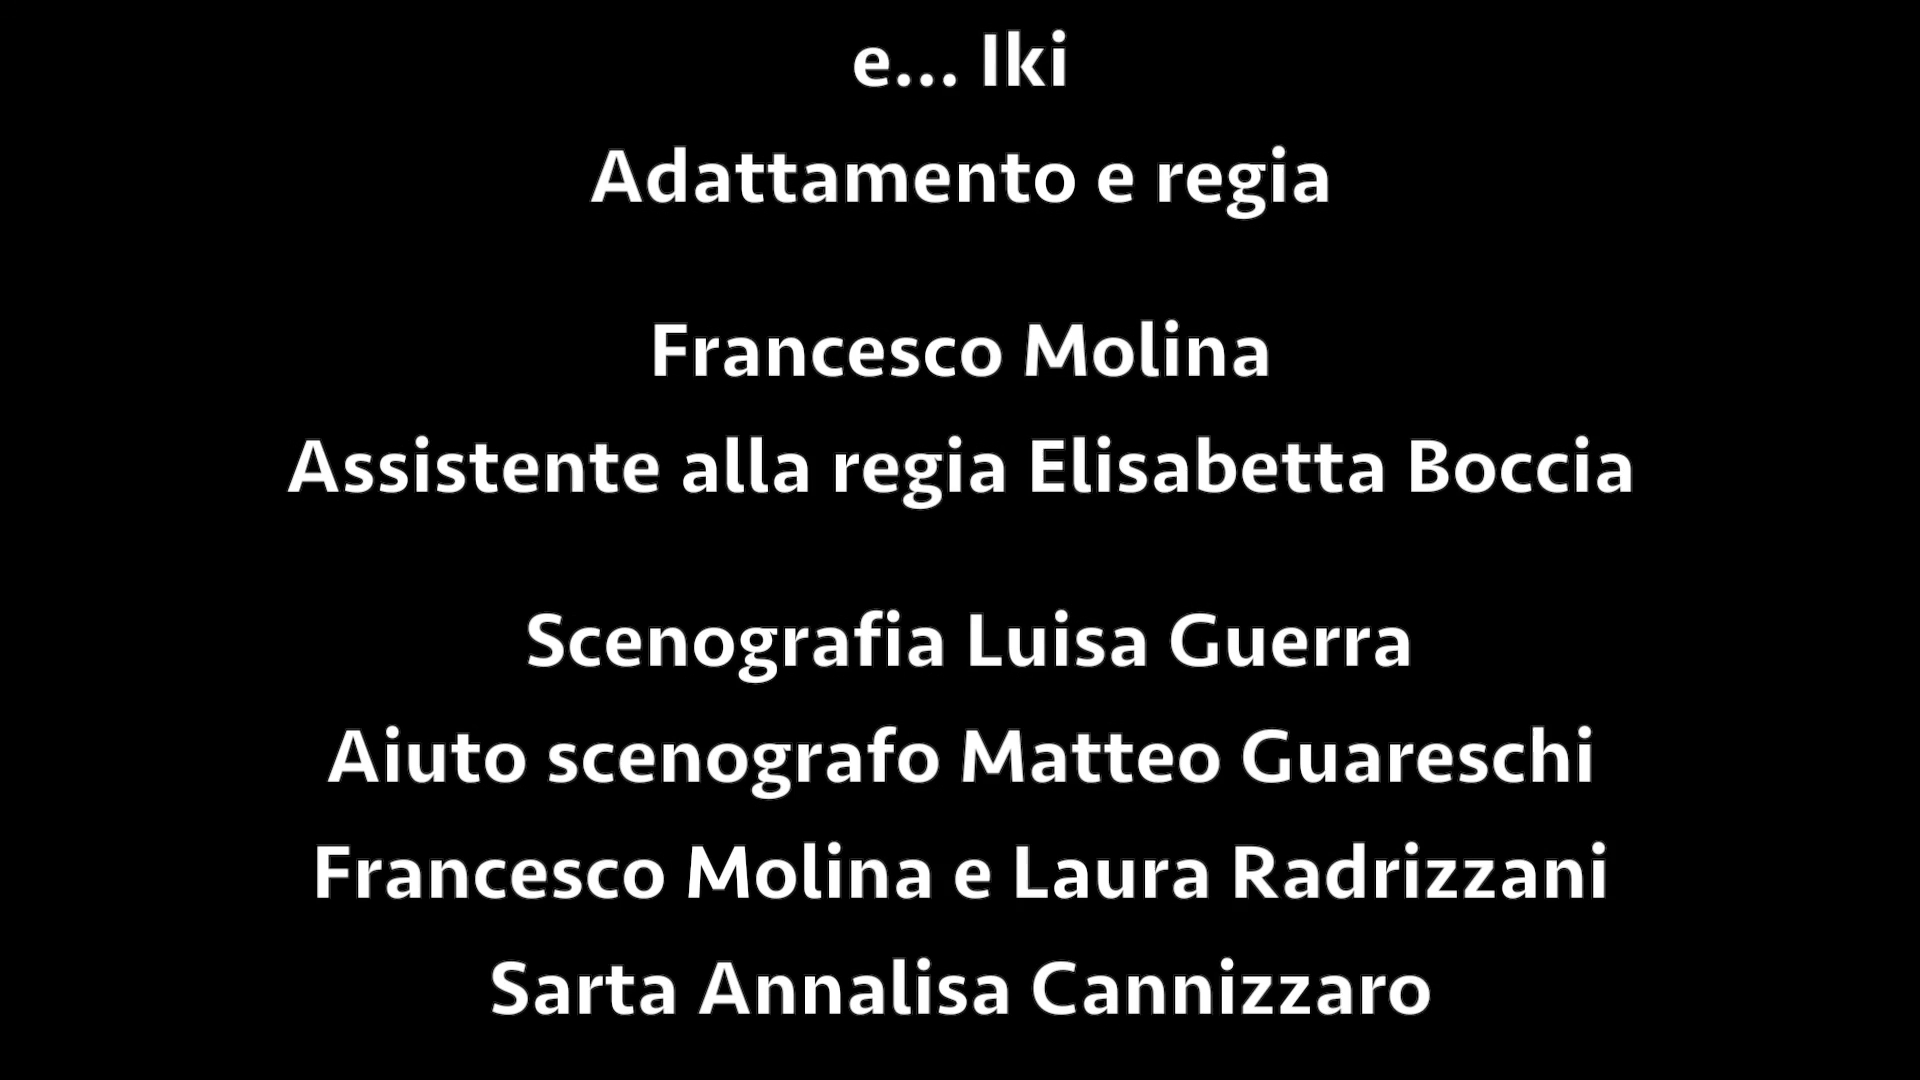 e... Iki
Adattamento e regia
Francesco Molina
Assistente alla regia Elisabetta Boccia
Scenografia Luisa Guerra
Aiuto scenografo Matteo Guareschi
Francesco Molina e Laura Radrizzani
Sarta Annalisa Cannizzaro